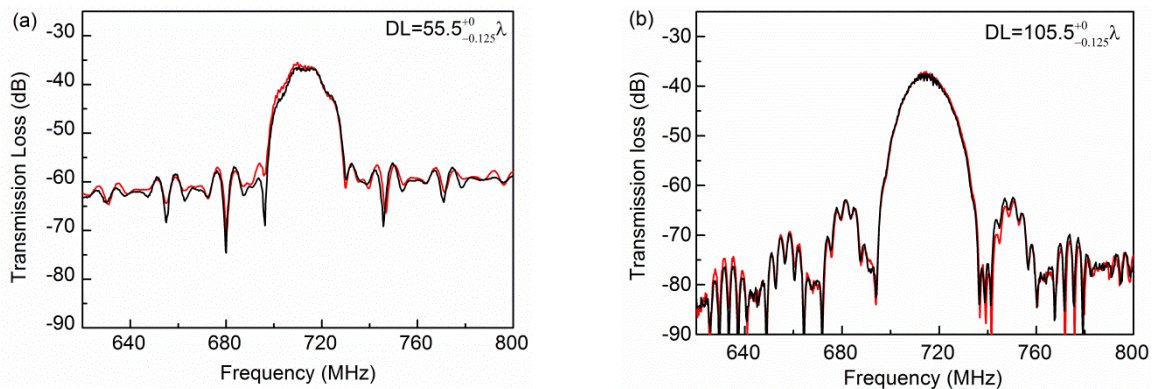 (a)
DL=55.5+0-0.125λ
Transmission Loss (dB)
-30
-40
-50
-60
-70
-80
-90
640 680 720 760 800
Frequency (MHz)
(b)
DL=105.5+0-0.125λ
Transmission loss (dB)
-30
-40
-50
-60
-70
-80
-90
640 680 720 760 800
Frequency (MHz)